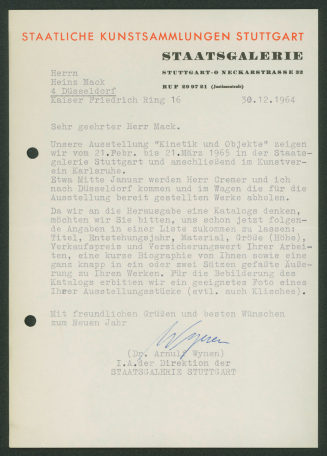 STAATLICHE KUNSTSAMMLUNGEN STUTTGART
STAATSGALERIE
STUTTGART-O NECKARSTRASSE 32
RUF 299721 (Justizzentrale)
Herrn
Heinz Mack
4 Düsseldorf
Kaiser Friedrich Ring 16
30.12.1964
Sehr geehrter Herr Mack.
Unsere Ausstellung "Kinetik und Objekte" zeigen
wir vom 21.Febr. bis 21.März 1965 in der Staats-
galerie Stuttgart und anschließend im Kunstver-
ein Karlsruhe.
Etwa Mitte Januar werden Herr Cremer und ich
nach Düsseldorf kommen und im Wagen die für die
Ausstellung bereit gestellten Werke abholen.
Da wir an die Herausgabe eins Katalogs denken,
möchten wir Sie bitten, uns schon jetzt folgen-
de Angaben in einer Liste zukommen zu lassen:
Titel, Entstehungsjahr, Material, Größe (Höhe),
Verkaufspreis und Versicherungswert Ihrer Arbei-
ten, eine kurze Biographie von Ihnen sowie eine
ganz knapp in ein oder zwei Sätzen gefaßte Äuße-
rung zu Ihren Werken. Für die Bebilderung des
Katalogs erbitten wir ein geeignetes Foto eines
Ihrer Ausstellungsstücke (evtl. auch Klischee).
Mit freundlichen Grüßen und besten Wünschen
zum Neuen Jahr
Wynen
(Dr. Arnulf Wynen)
I.A.der Direktion der
STAATSGALERIE STUTTGART